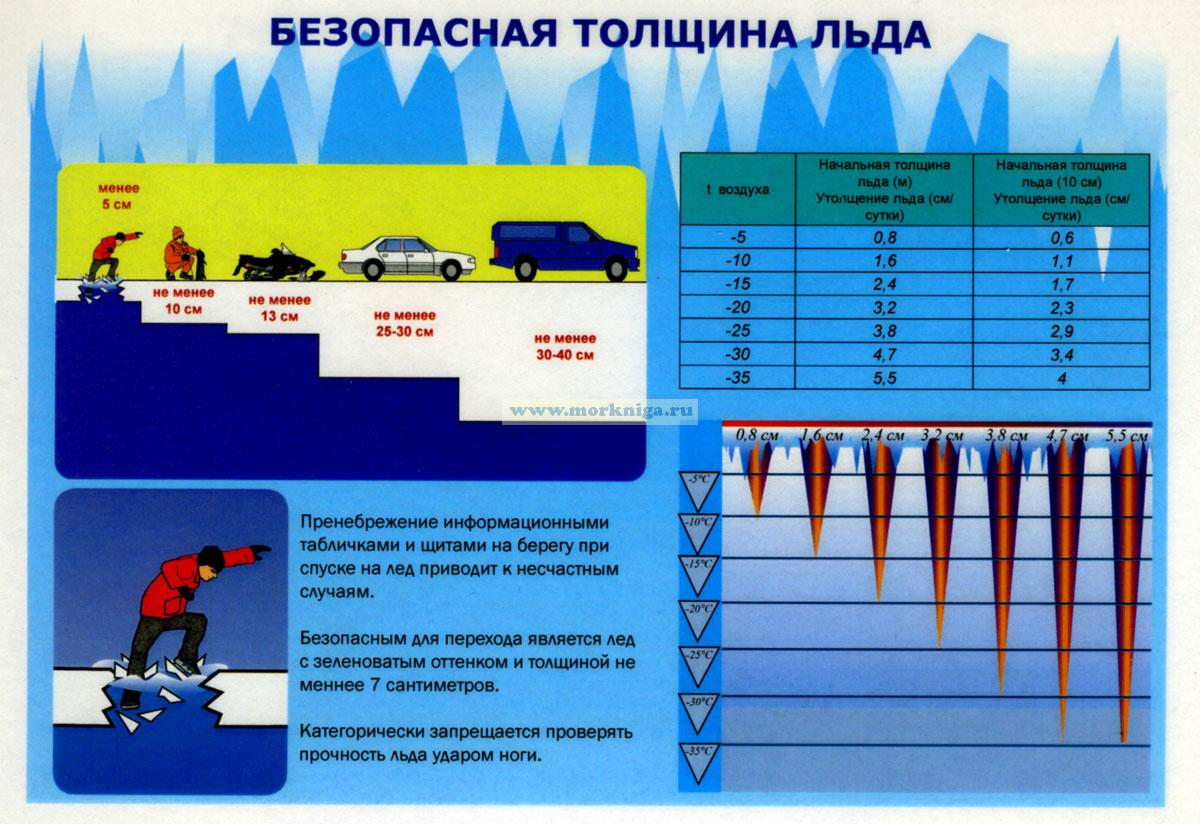 БЕЗОПАСНАЯ ТОЛЩИНА ЛЬДА
менее
5 см
не менее
10 см
не менее
13 см
не менее
25-30 см
не менее
30-40 см
t воздуха
Начальная толщина
льда (м)
Утолщение льда (см/
сутки)
Начальная толщина
льда (10 см)
Утолщение льда (см/
сутки)
-5 0,8 0,6
-10 1,6 1,1
-15 2,4 1,7
-20 3,2 2,3
-25 3,8 2,9
-30 4,7 3,4
-35 5,5 4
www.morkniga.ru
0,8 см 1,6 см 2,4 см 3,2 см 3,8 см 4,7 см 5,5 см
-5°C
-10°C
-15°C
-20°C
-25°C
-30°C
-35°C
Пренебрежение информационными
табличками и щитами на берегу при
спуске на лед приводит к несчастным
случаям.
Безопасным для перехода является лед
с зеленоватым оттенком и толщиной не
меннее 7 сантиметров.
Категорически запрещается проверять
прочность льда ударом ноги.